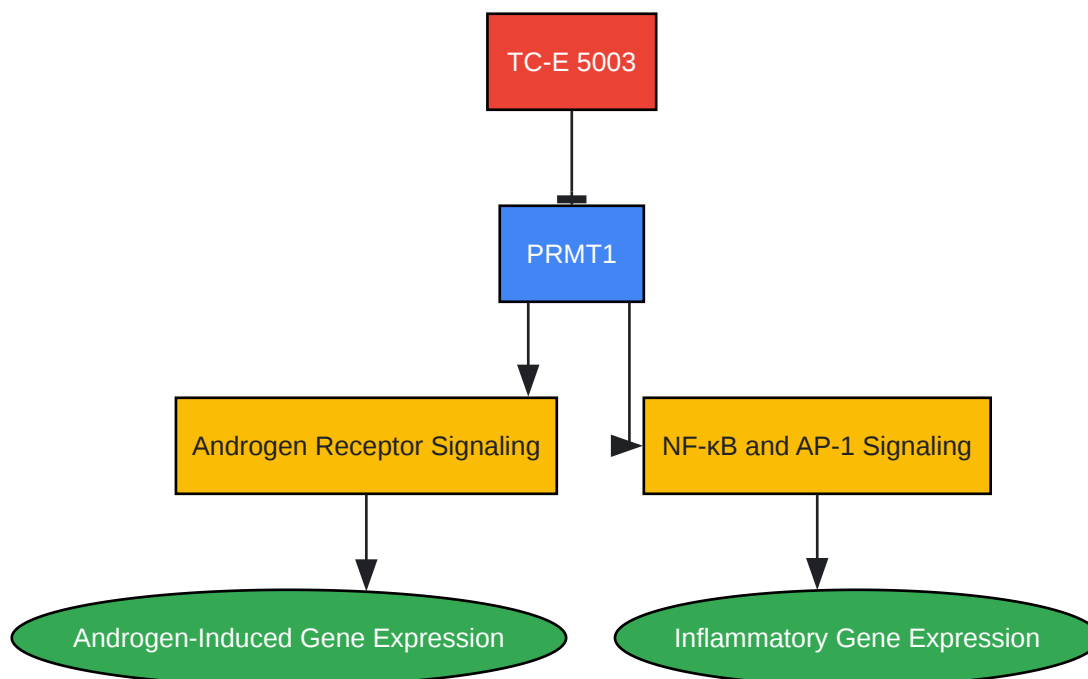 TC-E 5003
PRMT1
Androgen Receptor Signaling
NF-κB and AP-1 Signaling
Androgen-Induced Gene Expression
Inflammatory Gene Expression